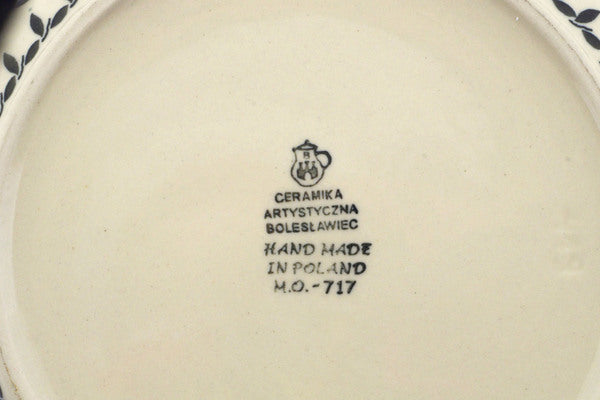 CERAMIKA
ARTYSTYCZNA
BOLESŁAWIEC
HAND MADE
IN POLAND
M.O.-717